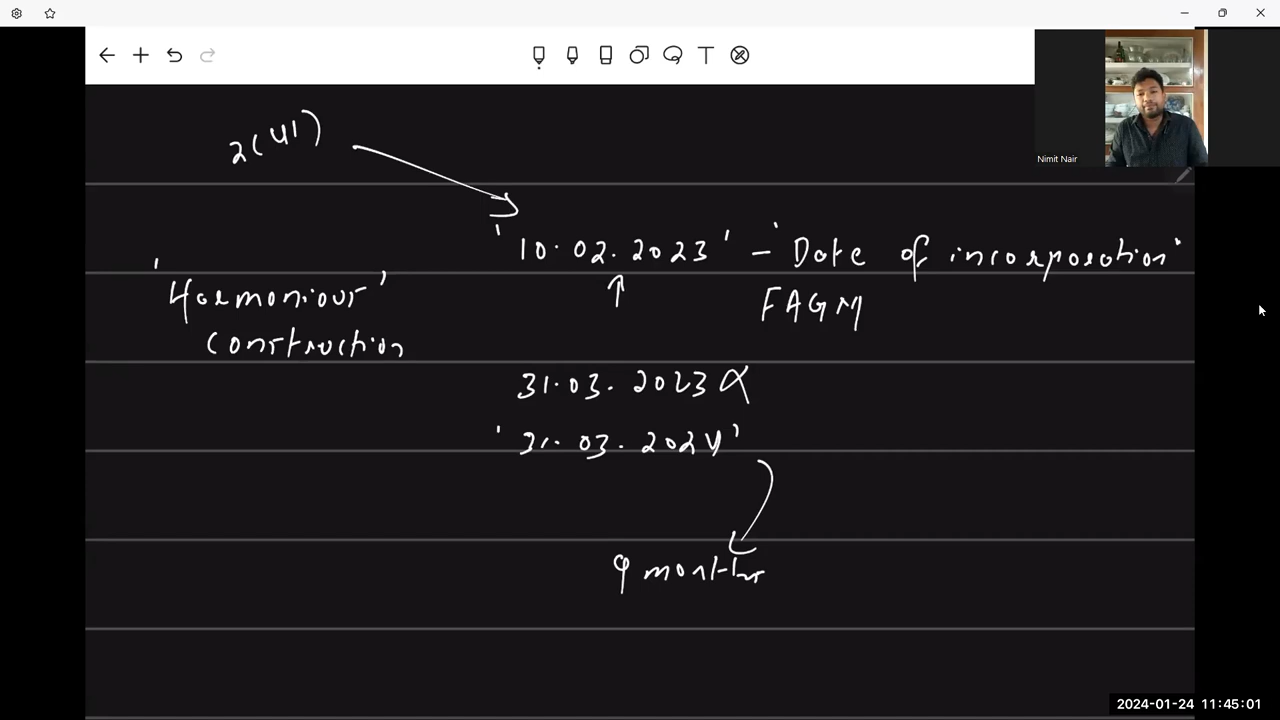 Nimit Nair
2(41)
'10.02.2023' - 'Date of incorporation'
'Harmonious' FAGM
construction
31.03.2023
'31.03.2024'
9 months
2024-01-24 11:45:01